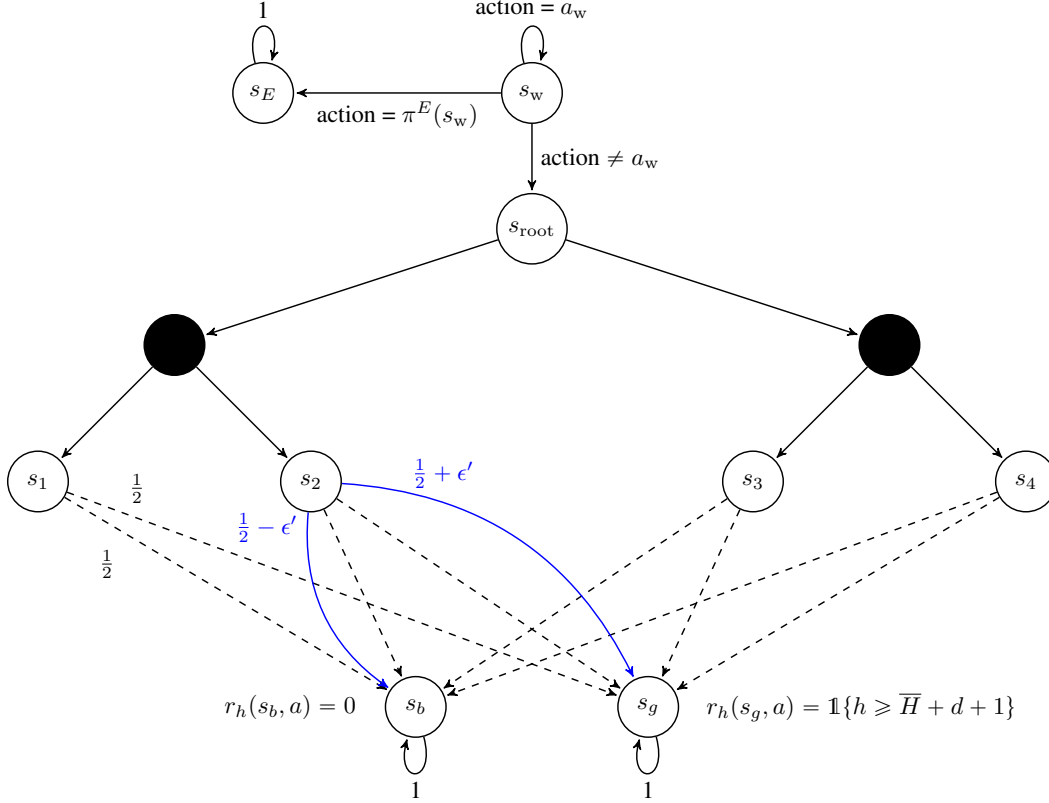 1
action = a_w
s_E
s_w
action = π^E(s_w)
action ≠ a_w
s_root
s_1
s_2
s_3
s_4
1/2
1/2
1/2 + ϵ′
1/2 − ϵ′
r_h(s_b, a) = 0
s_b
s_g
r_h(s_g, a) = 𝟙{h ⩾ H̅ + d + 1}
1
1